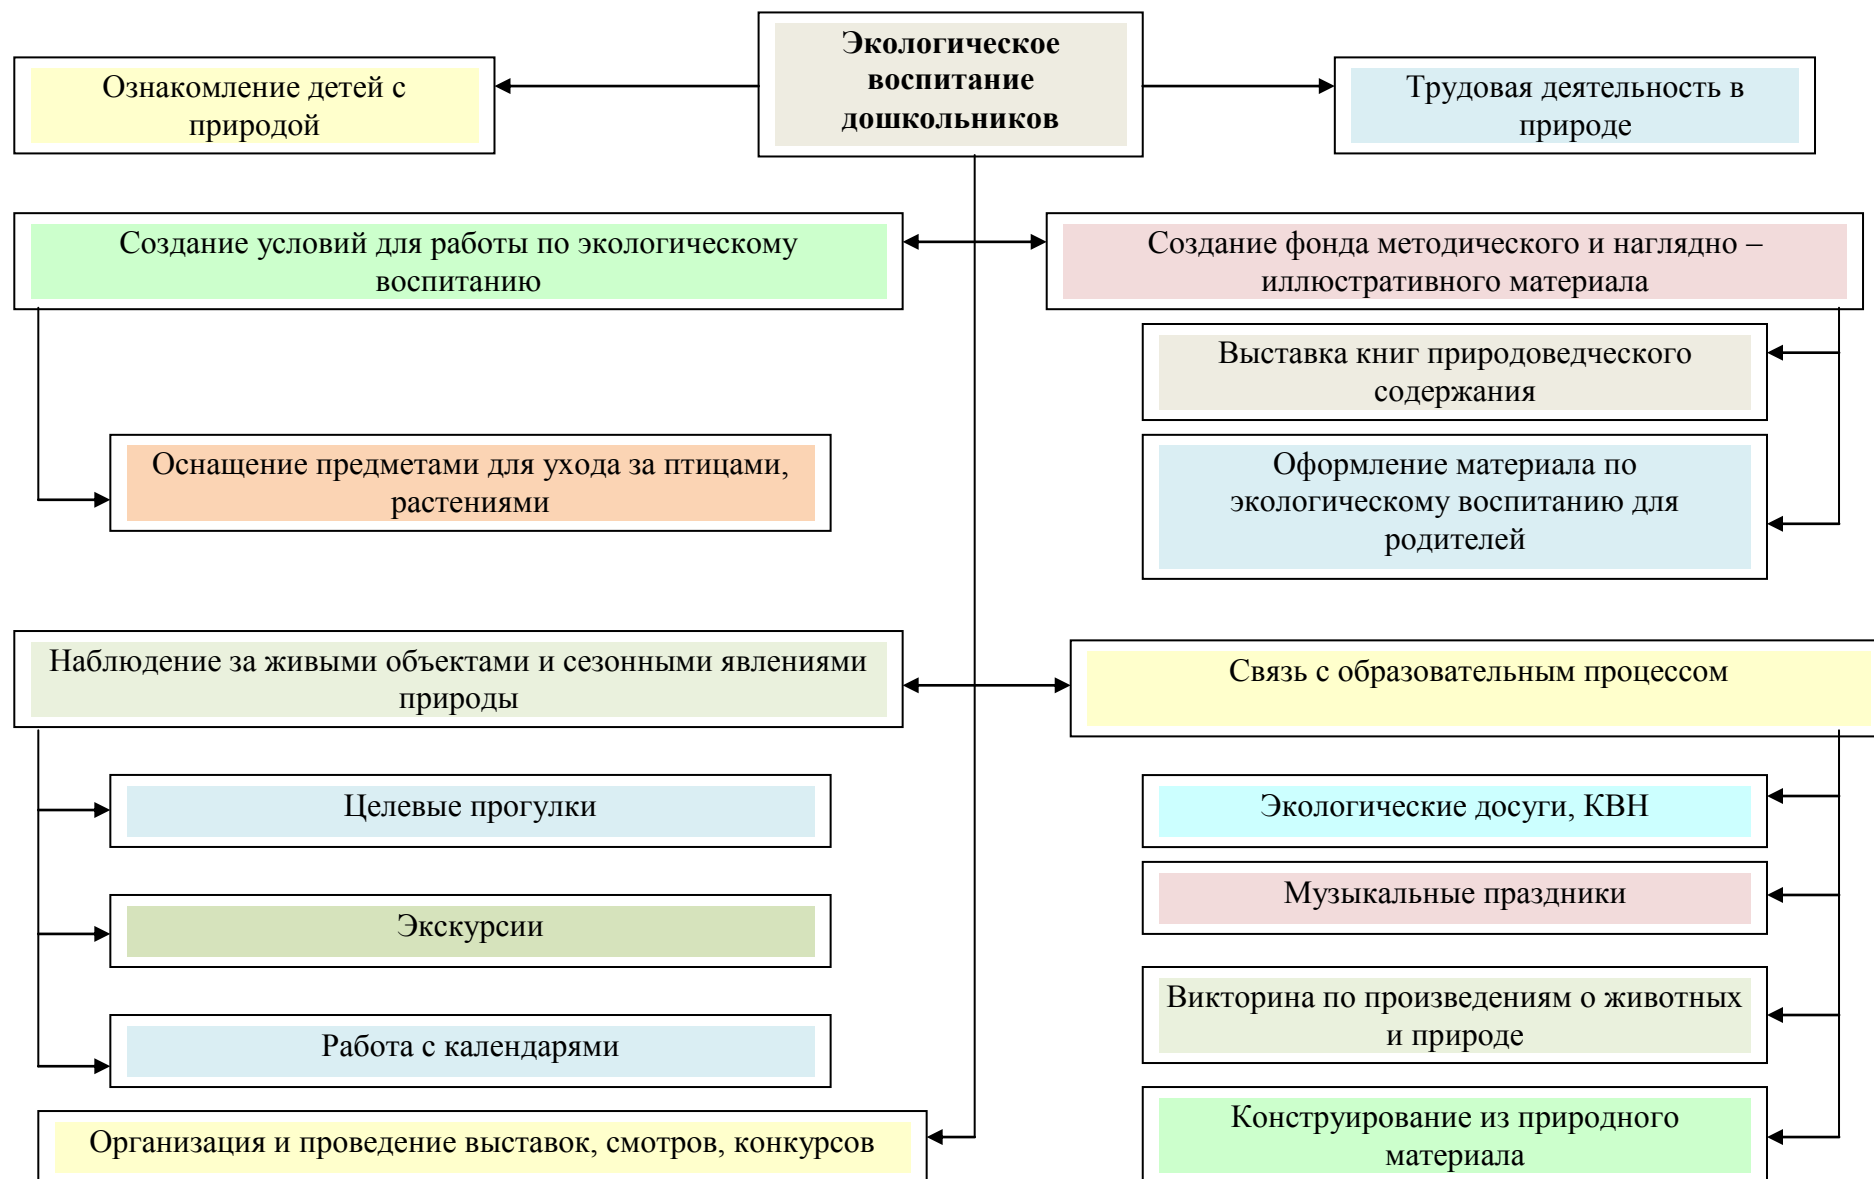 Экологическое
воспитание
дошкольников
Ознакомление детей с
природой
Трудовая деятельность в
природе
Создание условий для работы по экологическому
воспитанию
Создание фонда методического и наглядно –
иллюстративного материала
Выставка книг природоведческого
содержания
Оснащение предметами для ухода за птицами,
растениями
Оформление материала по
экологическому воспитанию для
родителей
Наблюдение за живыми объектами и сезонными явлениями
природы
Связь с образовательным процессом
Целевые прогулки
Экскурсии
Работа с календарями
Экологические досуги, КВН
Музыкальные праздники
Викторина по произведениям о животных
и природе
Организация и проведение выставок, смотров, конкурсов
Конструирование из природного
материала